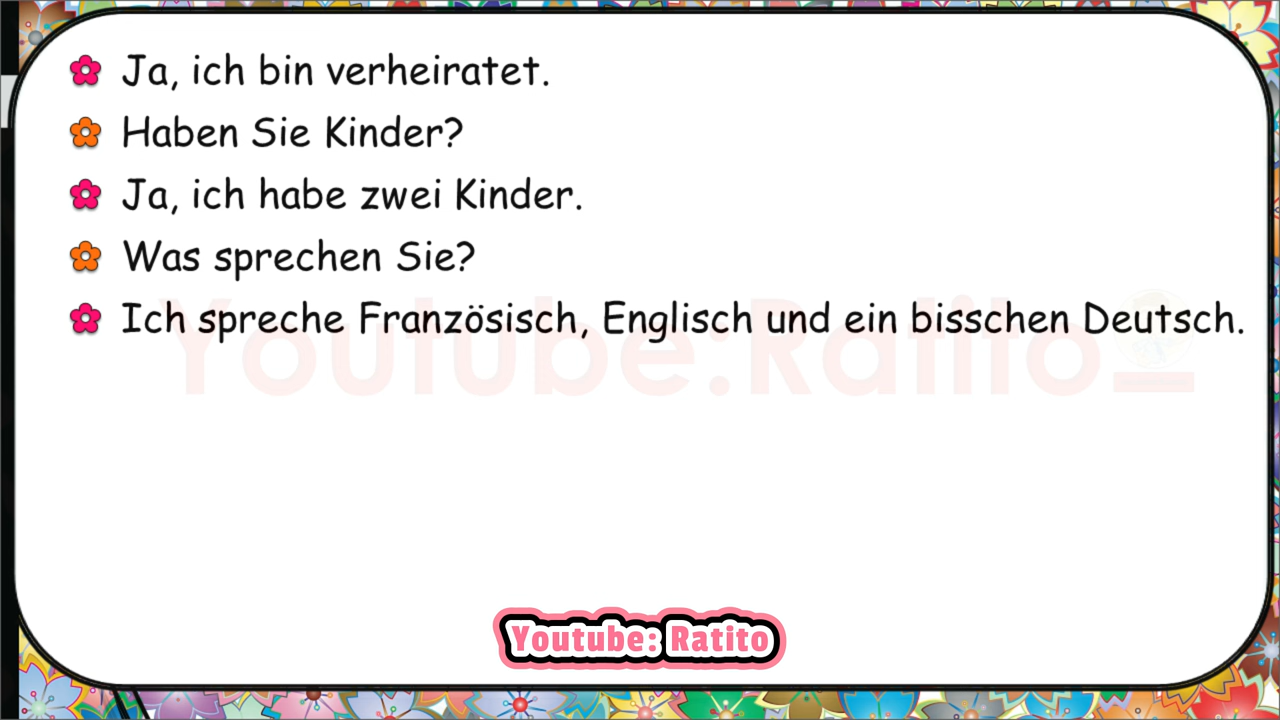 Ja, ich bin verheiratet.
Haben Sie Kinder?
Ja, ich habe zwei Kinder.
Was sprechen Sie?
Ich spreche Französisch, Englisch und ein bisschen Deutsch.
Youtube:Ratito
Youtube: Ratito